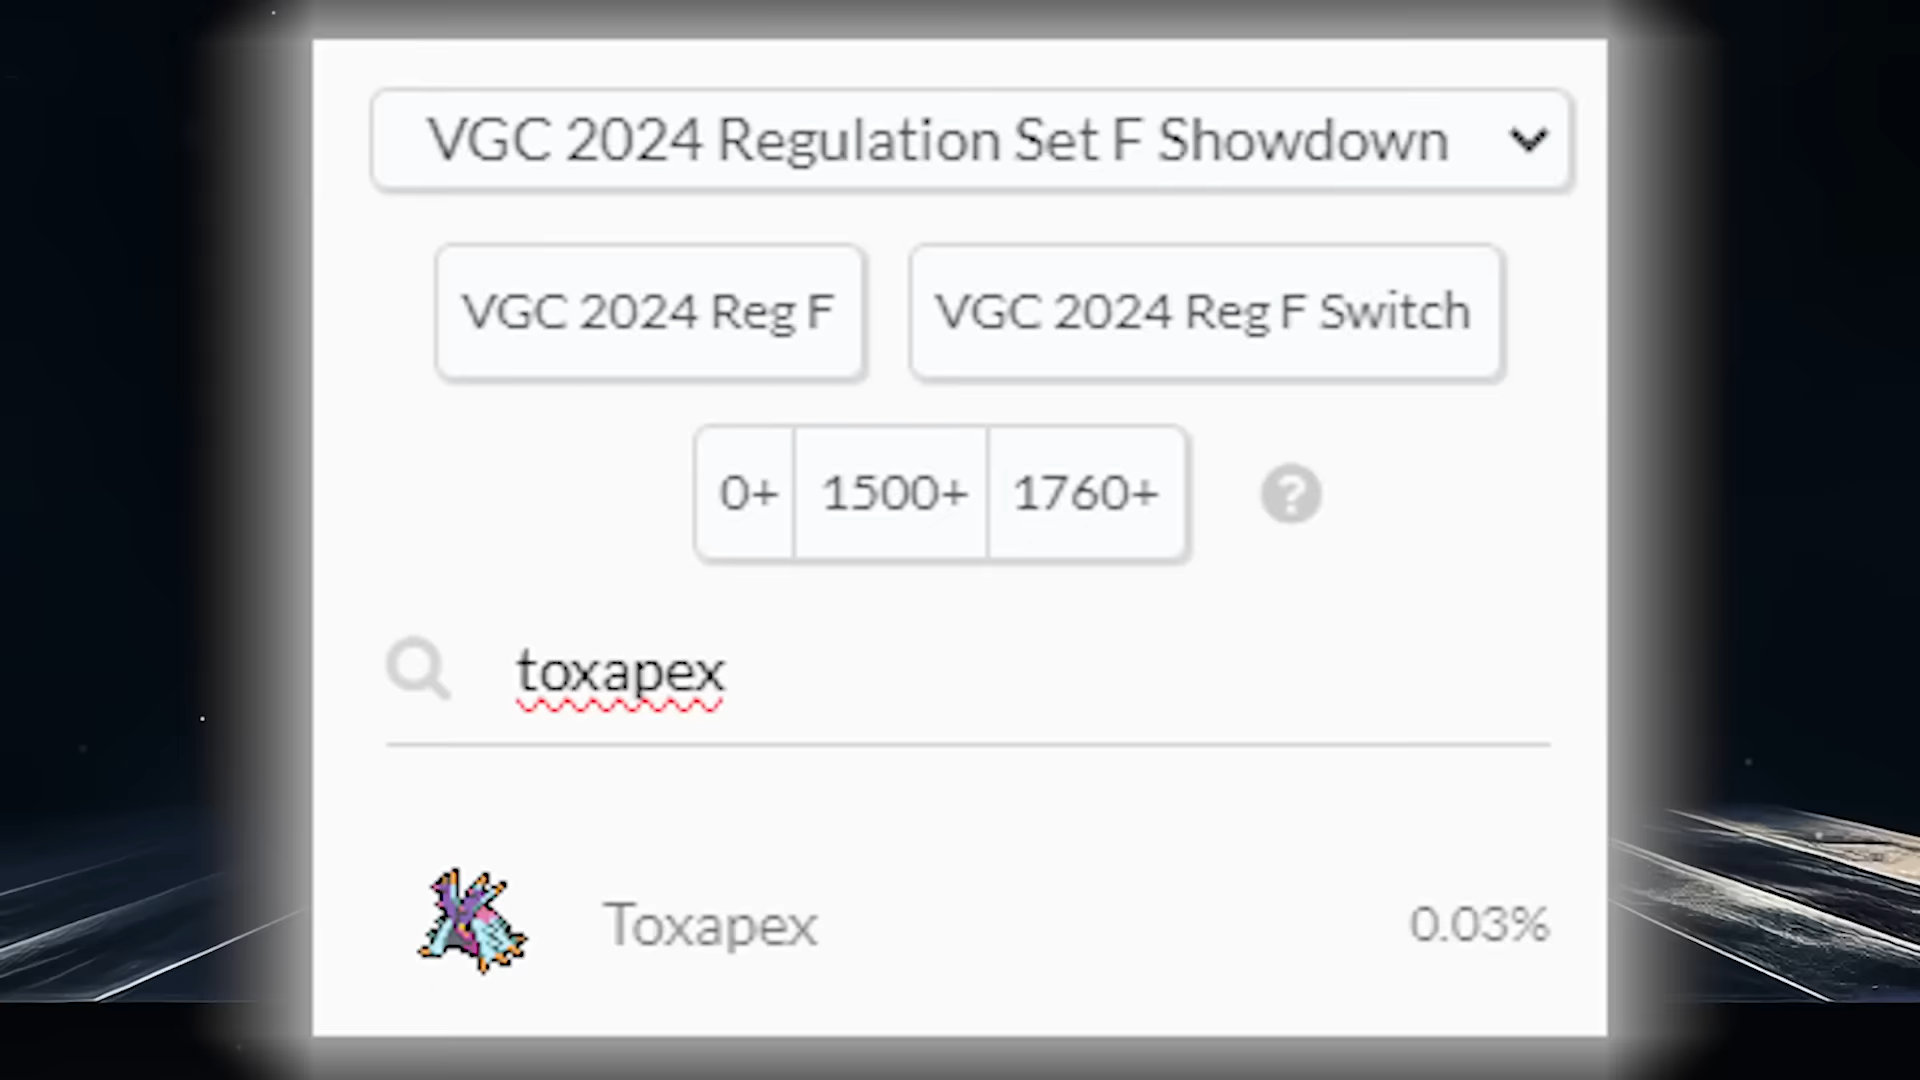 VGC 2024 Regulation Set F Showdown
VGC 2024 Reg F VGC 2024 Reg F Switch
0+ 1500+ 1760+ ?
toxapex
Toxapex 0.03%